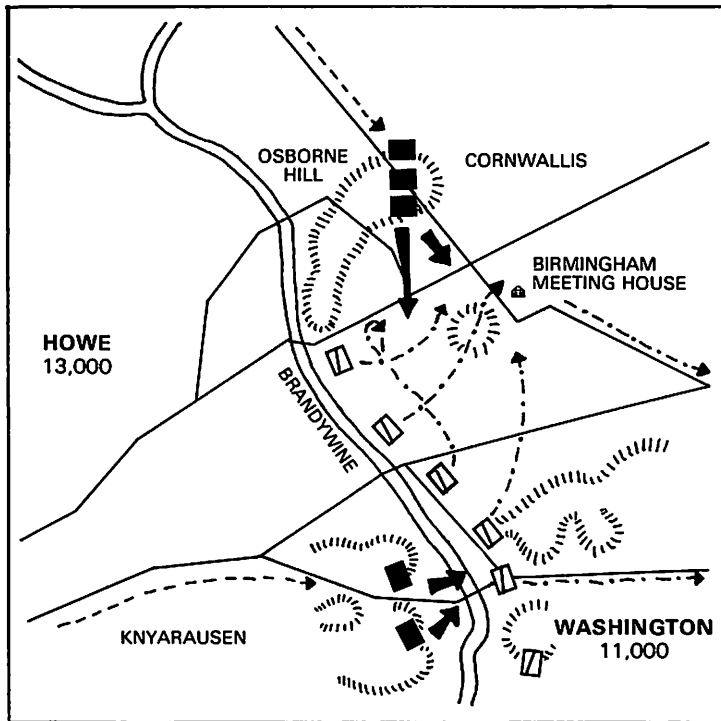 OSBORNE
HILL
CORNWALLIS
BIRMINGHAM
MEETING HOUSE
HOWE
13,000
BRANDYWINE
KNYARAUSEN
WASHINGTON
11,000